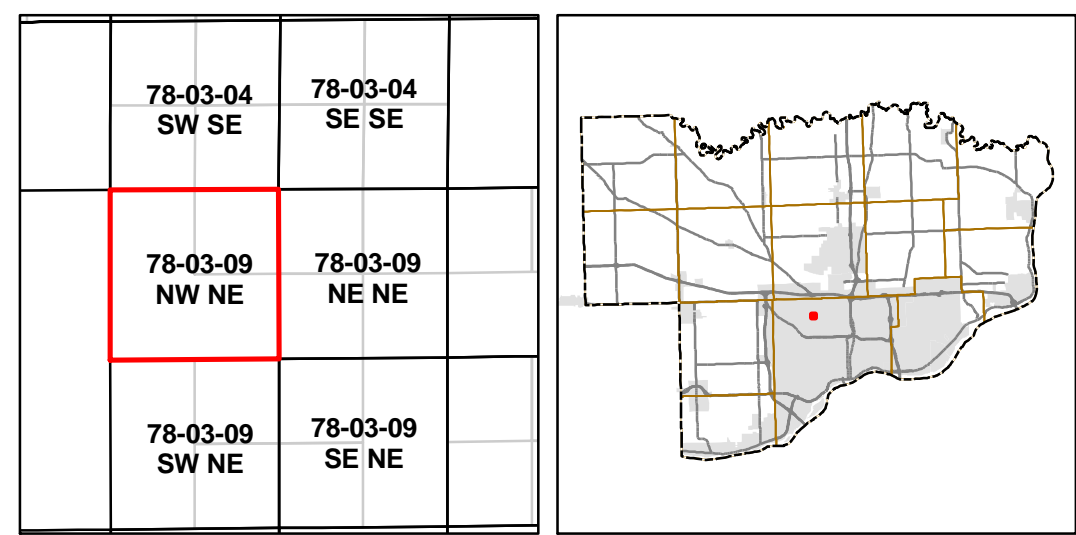 78-03-04
SW SE
78-03-04
SE SE
78-03-09
NW NE
78-03-09
NE NE
78-03-09
SW NE
78-03-09
SE NE